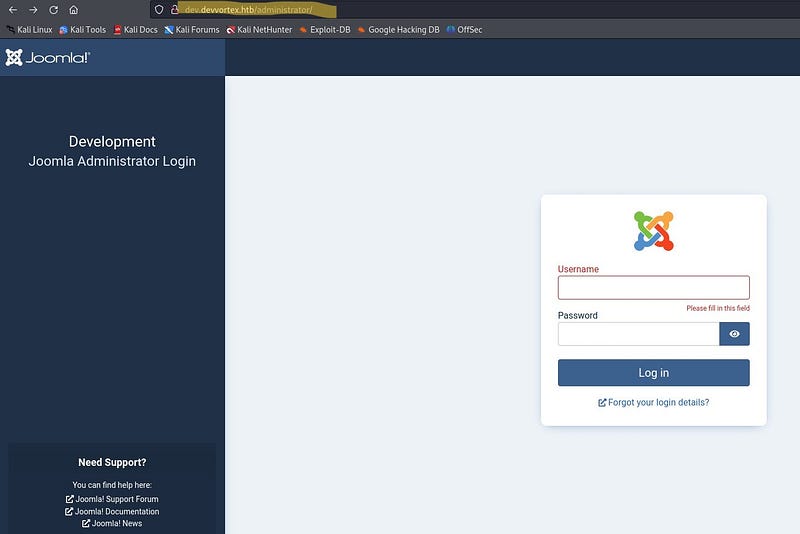 dev.devvortex.htb/administrator/
Kali Linux Kali Tools Kali Docs Kali Forums Kali NetHunter Exploit-DB Google Hacking DB OffSec
Joomla!®
Development
Joomla Administrator Login
Username
Please fill in this field
Password
Log in
Forgot your login details?
Need Support?
You can find help here:
Joomla! Support Forum
Joomla! Documentation
Joomla! News